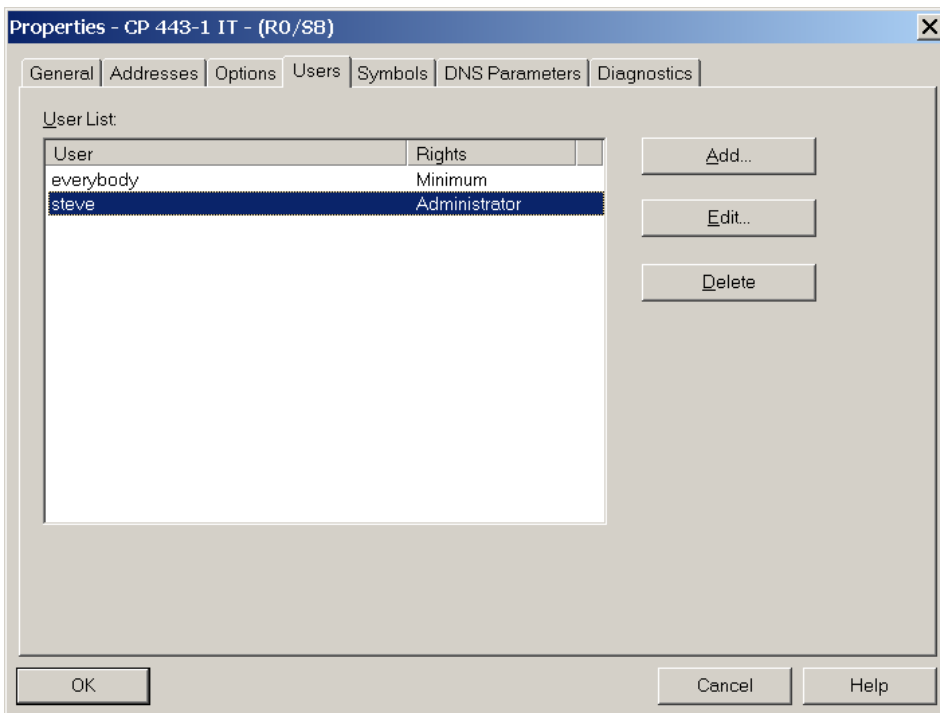 Properties - CP 443-1 IT - (R0/S8)
General Addresses Options Users Symbols DNS Parameters Diagnostics
User List:
User Rights
everybody Minimum
steve Administrator
Add...
Edit...
Delete
OK Cancel Help